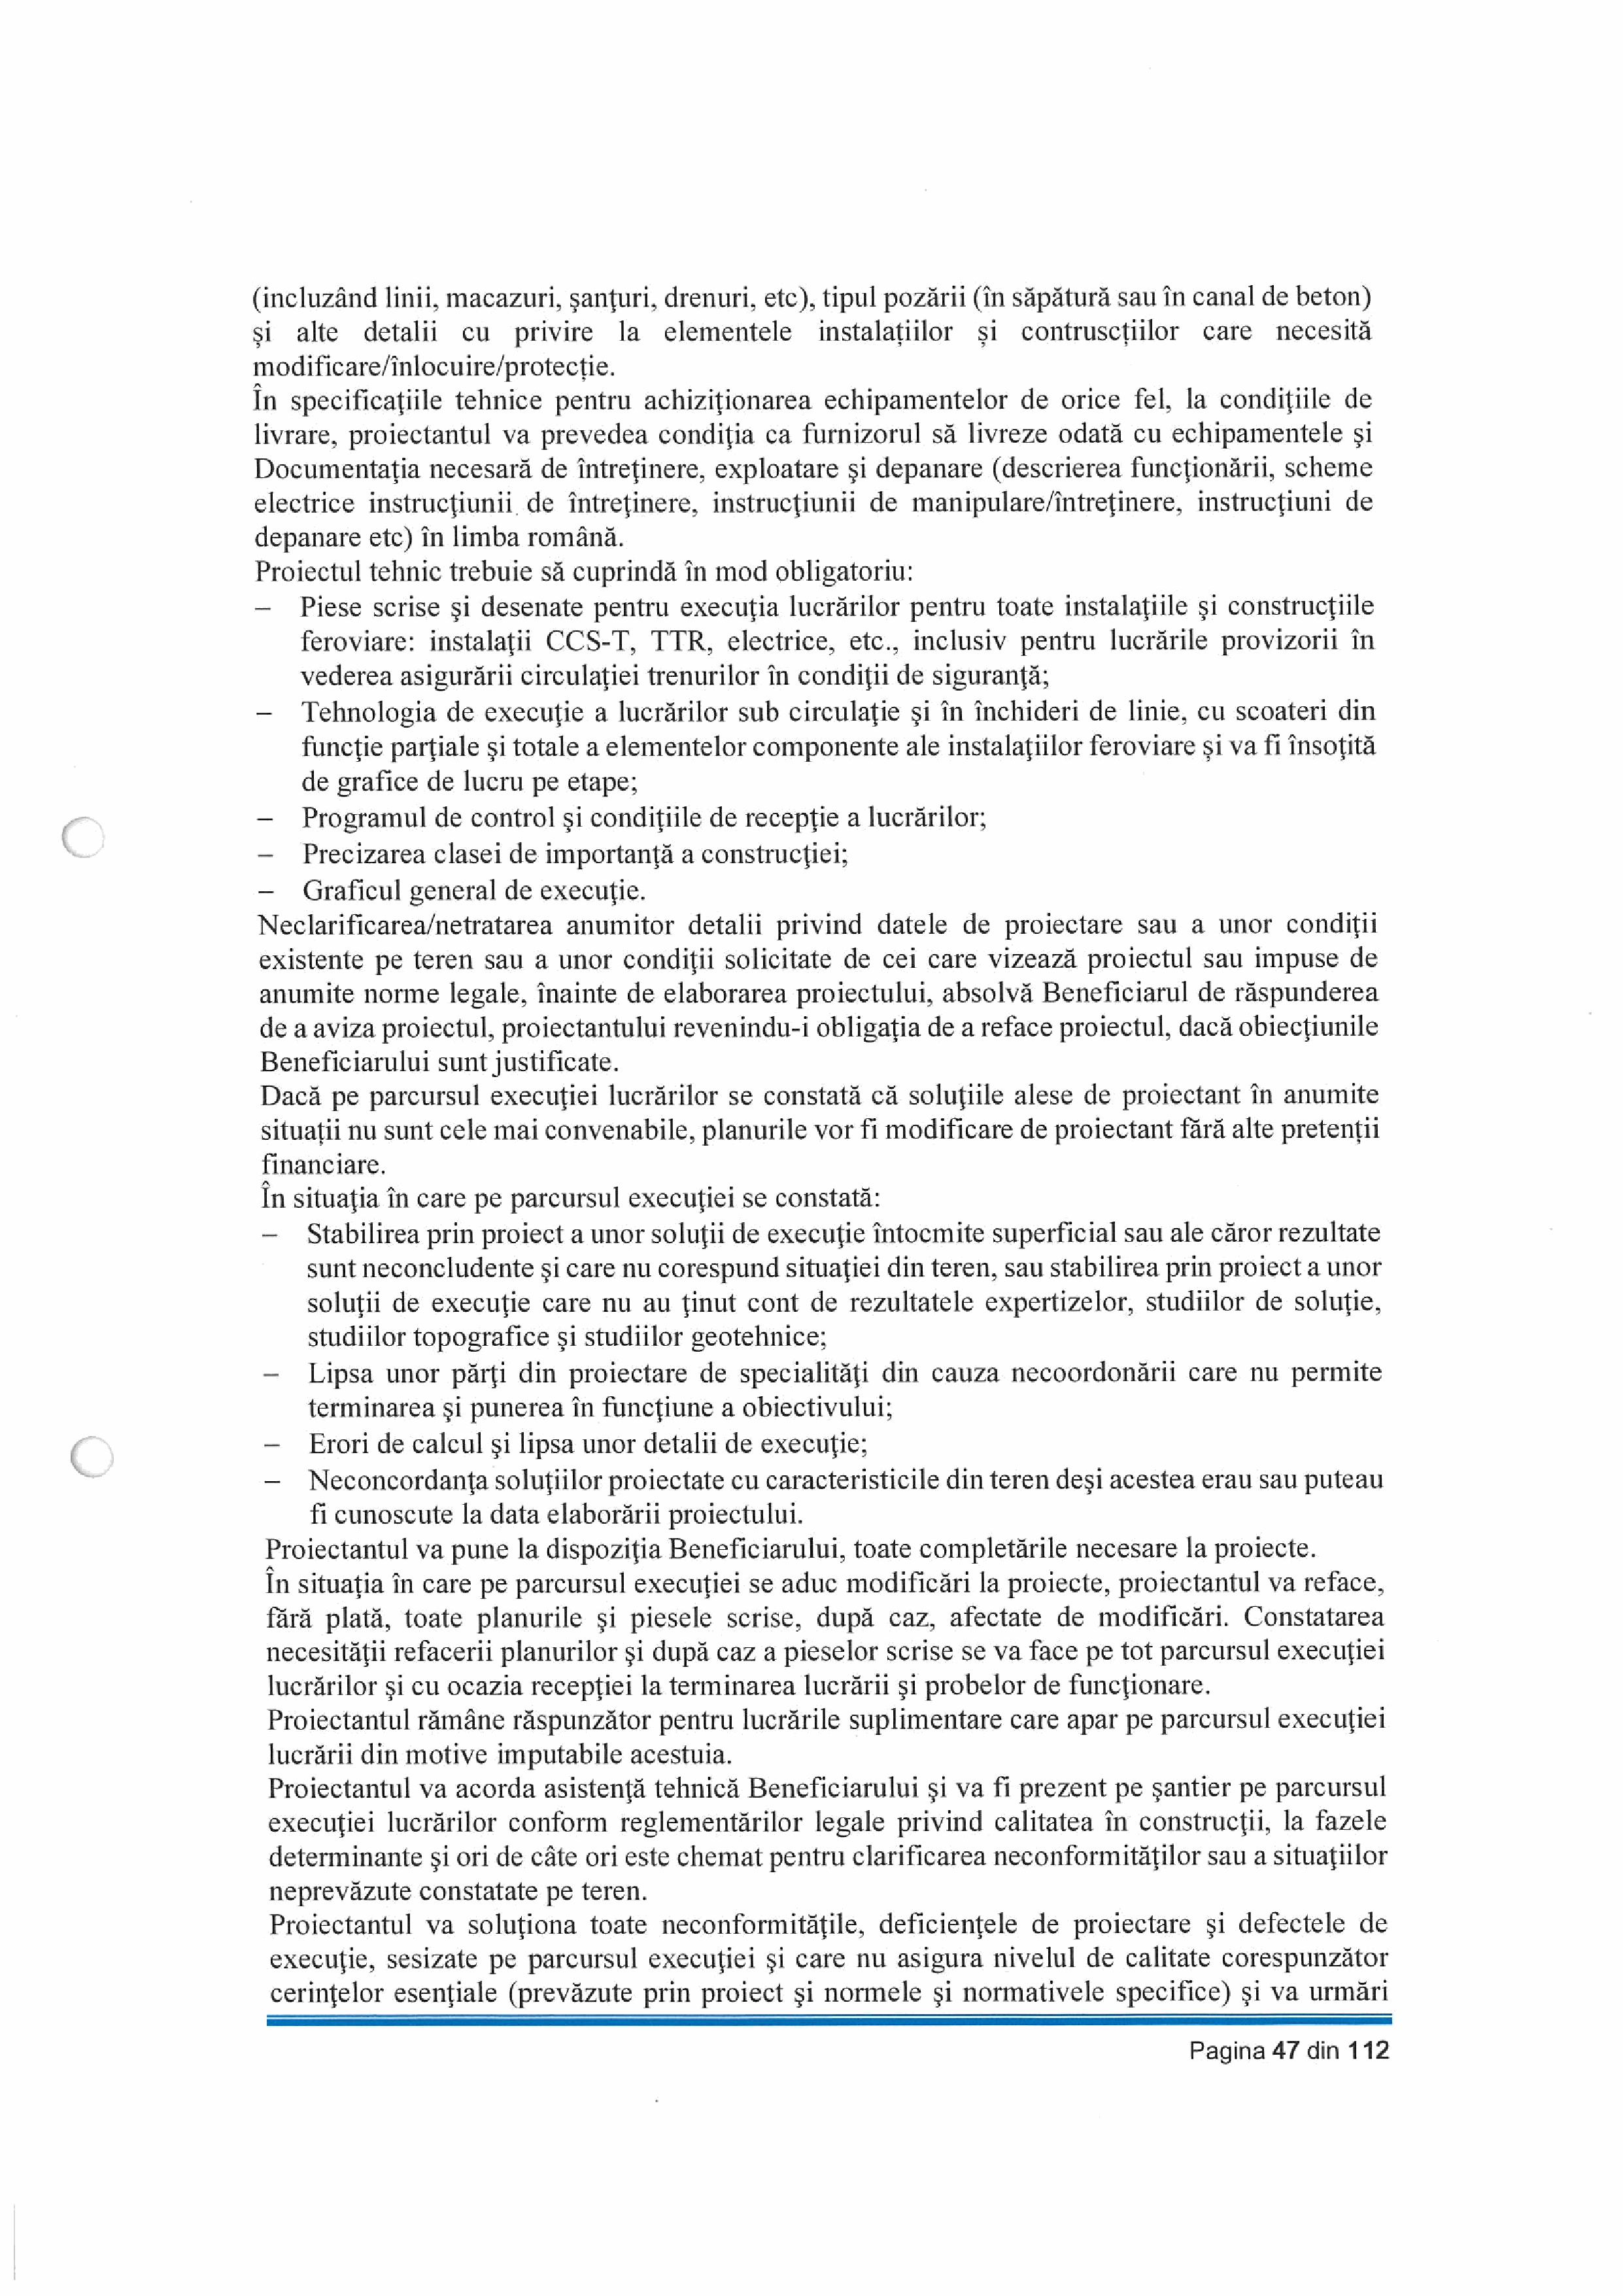 (incluzând linii, macazuri, şanţuri, drenuri, etc), tipul pozării (în săpătură sau în canal de beton)
și alte detalii cu privire la elementele instalațiilor și contruscțiilor care necesită
modificare/înlocuire/protecție.
În specificaţiile tehnice pentru achiziţionarea echipamentelor de orice fel, la condiţiile de
livrare, proiectantul va prevedea condiţia ca furnizorul să livreze odată cu echipamentele şi
Documentaţia necesară de întreţinere, exploatare şi depanare (descrierea funcţionării, scheme
electrice instrucţiunii de întreţinere, instrucţiunii de manipulare/întreţinere, instrucţiuni de
depanare etc) în limba română.
Proiectul tehnic trebuie să cuprindă în mod obligatoriu:
– Piese scrise şi desenate pentru execuţia lucrărilor pentru toate instalaţiile şi construcţiile
feroviare: instalaţii CCS-T, TTR, electrice, etc., inclusiv pentru lucrările provizorii în
vederea asigurării circulaţiei trenurilor în condiţii de siguranţă;
– Tehnologia de execuţie a lucrărilor sub circulaţie şi în închideri de linie, cu scoateri din
funcţie parţiale şi totale a elementelor componente ale instalaţiilor feroviare şi va fi însoţită
de grafice de lucru pe etape;
– Programul de control şi condiţiile de recepţie a lucrărilor;
– Precizarea clasei de importanţă a construcţiei;
– Graficul general de execuţie.
Neclarificarea/netratarea anumitor detalii privind datele de proiectare sau a unor condiţii
existente pe teren sau a unor condiţii solicitate de cei care vizează proiectul sau impuse de
anumite norme legale, înainte de elaborarea proiectului, absolvă Beneficiarul de răspunderea
de a aviza proiectul, proiectantului revenindu-i obligaţia de a reface proiectul, dacă obiecţiunile
Beneficiarului sunt justificate.
Dacă pe parcursul execuţiei lucrărilor se constată că soluţiile alese de proiectant în anumite
situații nu sunt cele mai convenabile, planurile vor fi modificare de proiectant fără alte pretenții
financiare.
În situaţia în care pe parcursul execuţiei se constată:
– Stabilirea prin proiect a unor soluţii de execuţie întocmite superficial sau ale căror rezultate
sunt neconcludente şi care nu corespund situaţiei din teren, sau stabilirea prin proiect a unor
soluţii de execuţie care nu au ţinut cont de rezultatele expertizelor, studiilor de soluţie,
studiilor topografice şi studiilor geotehnice;
– Lipsa unor părţi din proiectare de specialităţi din cauza necoordonării care nu permite
terminarea şi punerea în funcţiune a obiectivului;
– Erori de calcul şi lipsa unor detalii de execuţie;
– Neconcordanţa soluţiilor proiectate cu caracteristicile din teren deşi acestea erau sau puteau
fi cunoscute la data elaborării proiectului.
Proiectantul va pune la dispoziţia Beneficiarului, toate completările necesare la proiecte.
În situaţia în care pe parcursul execuţiei se aduc modificări la proiecte, proiectantul va reface,
fără plată, toate planurile şi piesele scrise, după caz, afectate de modificări. Constatarea
necesităţii refacerii planurilor şi după caz a pieselor scrise se va face pe tot parcursul execuţiei
lucrărilor şi cu ocazia recepţiei la terminarea lucrării şi probelor de funcţionare.
Proiectantul rămâne răspunzător pentru lucrările suplimentare care apar pe parcursul execuţiei
lucrării din motive imputabile acestuia.
Proiectantul va acorda asistenţă tehnică Beneficiarului şi va fi prezent pe şantier pe parcursul
execuţiei lucrărilor conform reglementărilor legale privind calitatea în construcţii, la fazele
determinante şi ori de câte ori este chemat pentru clarificarea neconformităţilor sau a situaţiilor
neprevăzute constatate pe teren.
Proiectantul va soluţiona toate neconformităţile, deficienţele de proiectare şi defectele de
execuţie, sesizate pe parcursul execuţiei şi care nu asigura nivelul de calitate corespunzător
cerinţelor esenţiale (prevăzute prin proiect şi normele şi normativele specifice) şi va urmări
Pagina 47 din 112